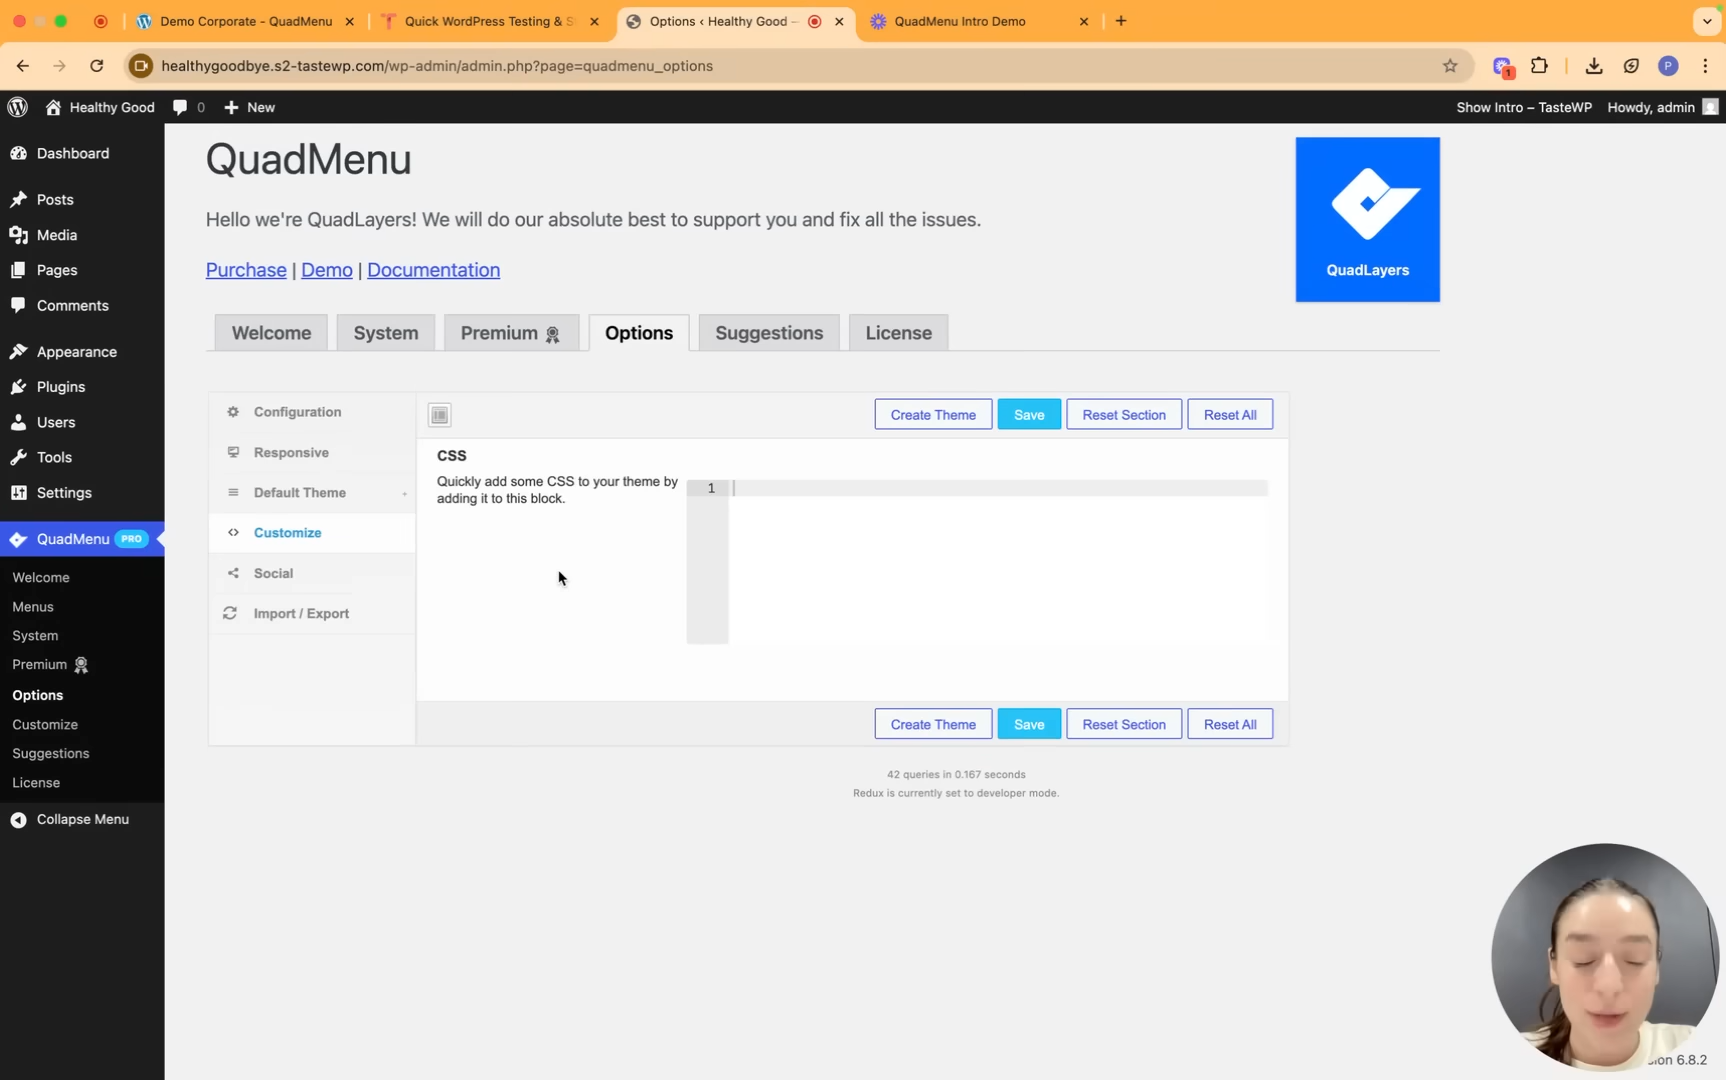 Demo Corporate - QuadMenu
Quick WordPress Testing & S
Options ‹ Healthy Good –
QuadMenu Intro Demo
healthygoodbye.s2-tastewp.com/wp-admin/admin.php?page=quadmenu_options
1
P
Healthy Good
0
New
Show Intro – TasteWP
Howdy, admin
Dashboard
Posts
Media
Pages
Comments
Appearance
Plugins
Users
Tools
Settings
QuadMenu PRO
Welcome
Menus
System
Premium
Options
Customize
Suggestions
License
Collapse Menu
QuadMenu
Hello we're QuadLayers! We will do our absolute best to support you and fix all the issues.
Purchase | Demo | Documentation
QuadLayers
Welcome
System
Premium
Options
Suggestions
License
Configuration
Responsive
Default Theme
Customize
Social
Import / Export
Create Theme
Save
Reset Section
Reset All
CSS
Quickly add some CSS to your theme by
adding it to this block.
1
Create Theme
Save
Reset Section
Reset All
42 queries in 0.167 seconds
Redux is currently set to developer mode.
6.8.2